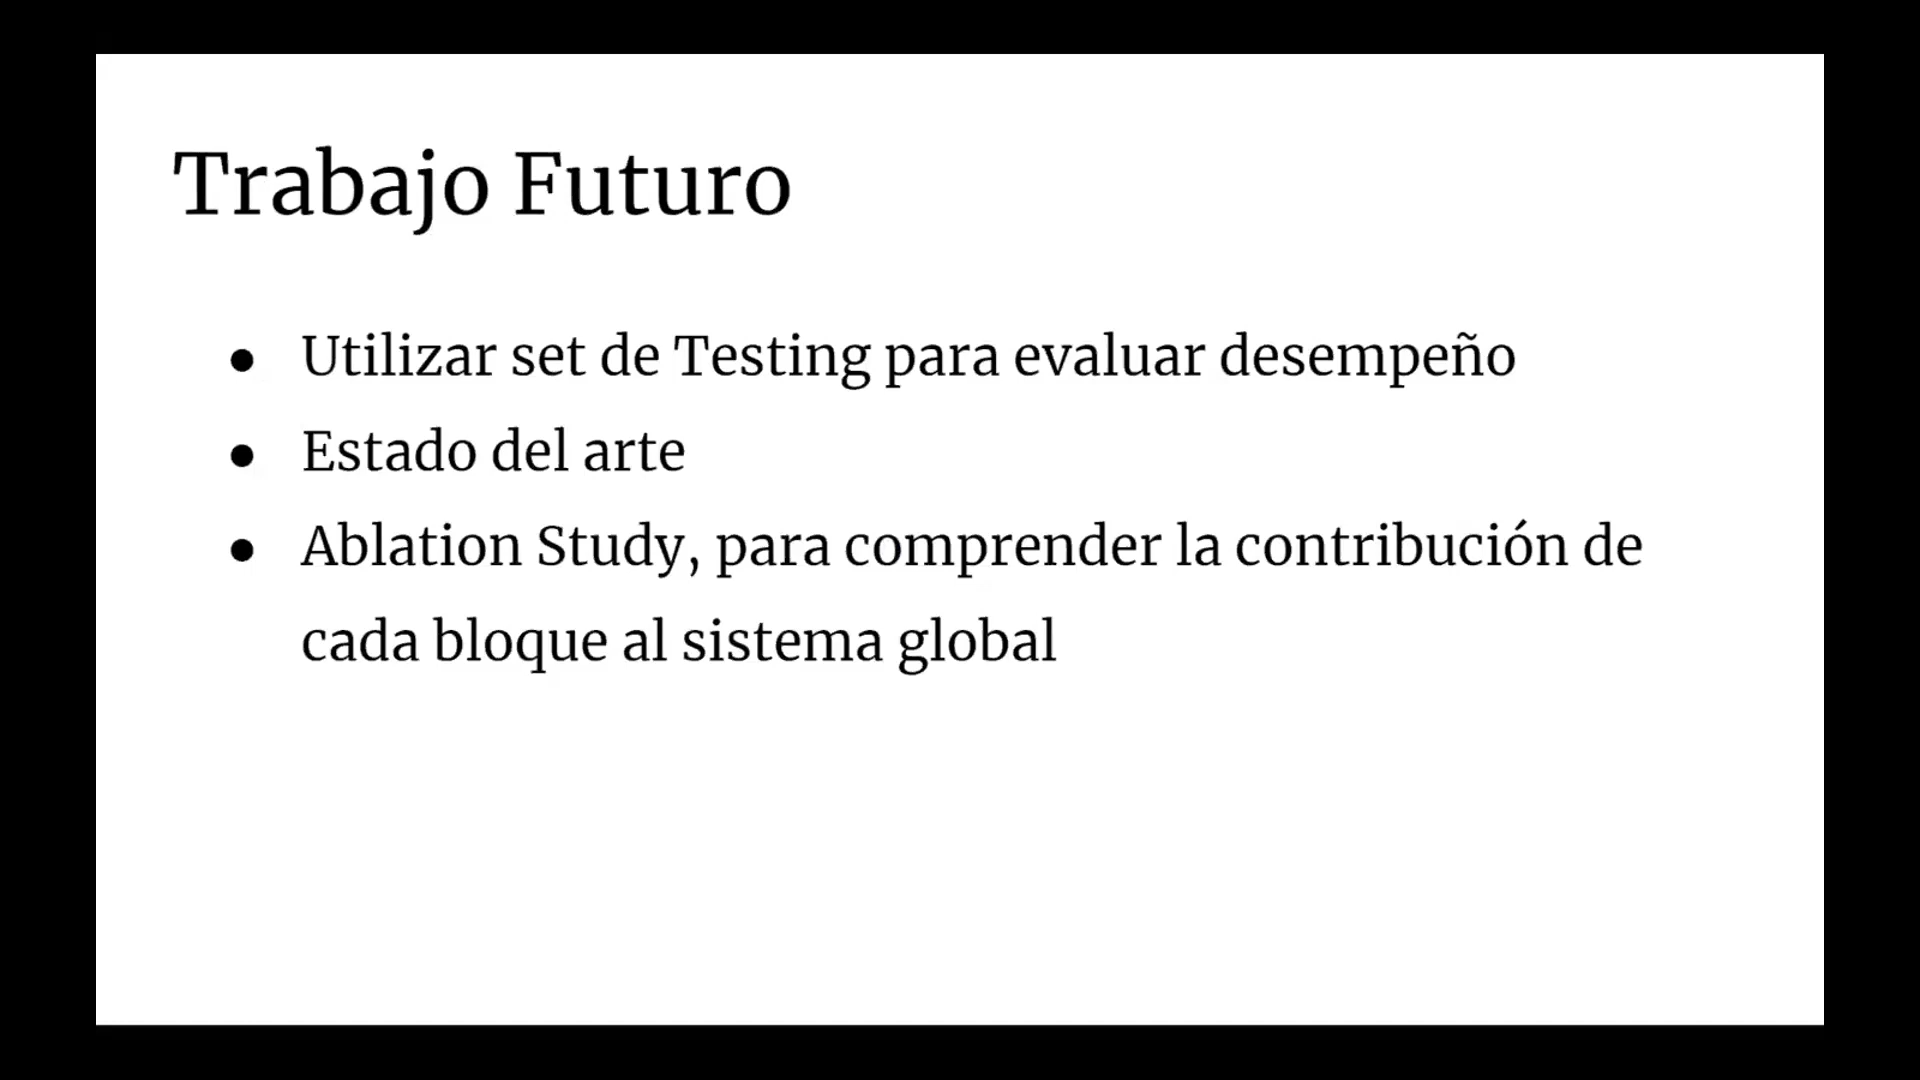 Trabajo Futuro
● Utilizar set de Testing para evaluar desempeño
● Estado del arte
● Ablation Study, para comprender la contribución de
cada bloque al sistema global